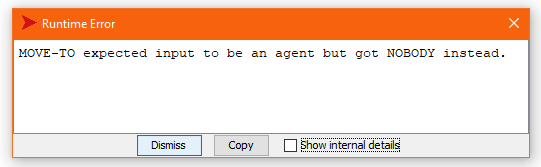 Runtime Error
MOVE-TO expected input to be an agent but got NOBODY instead.
Dismiss
Copy
Show internal details